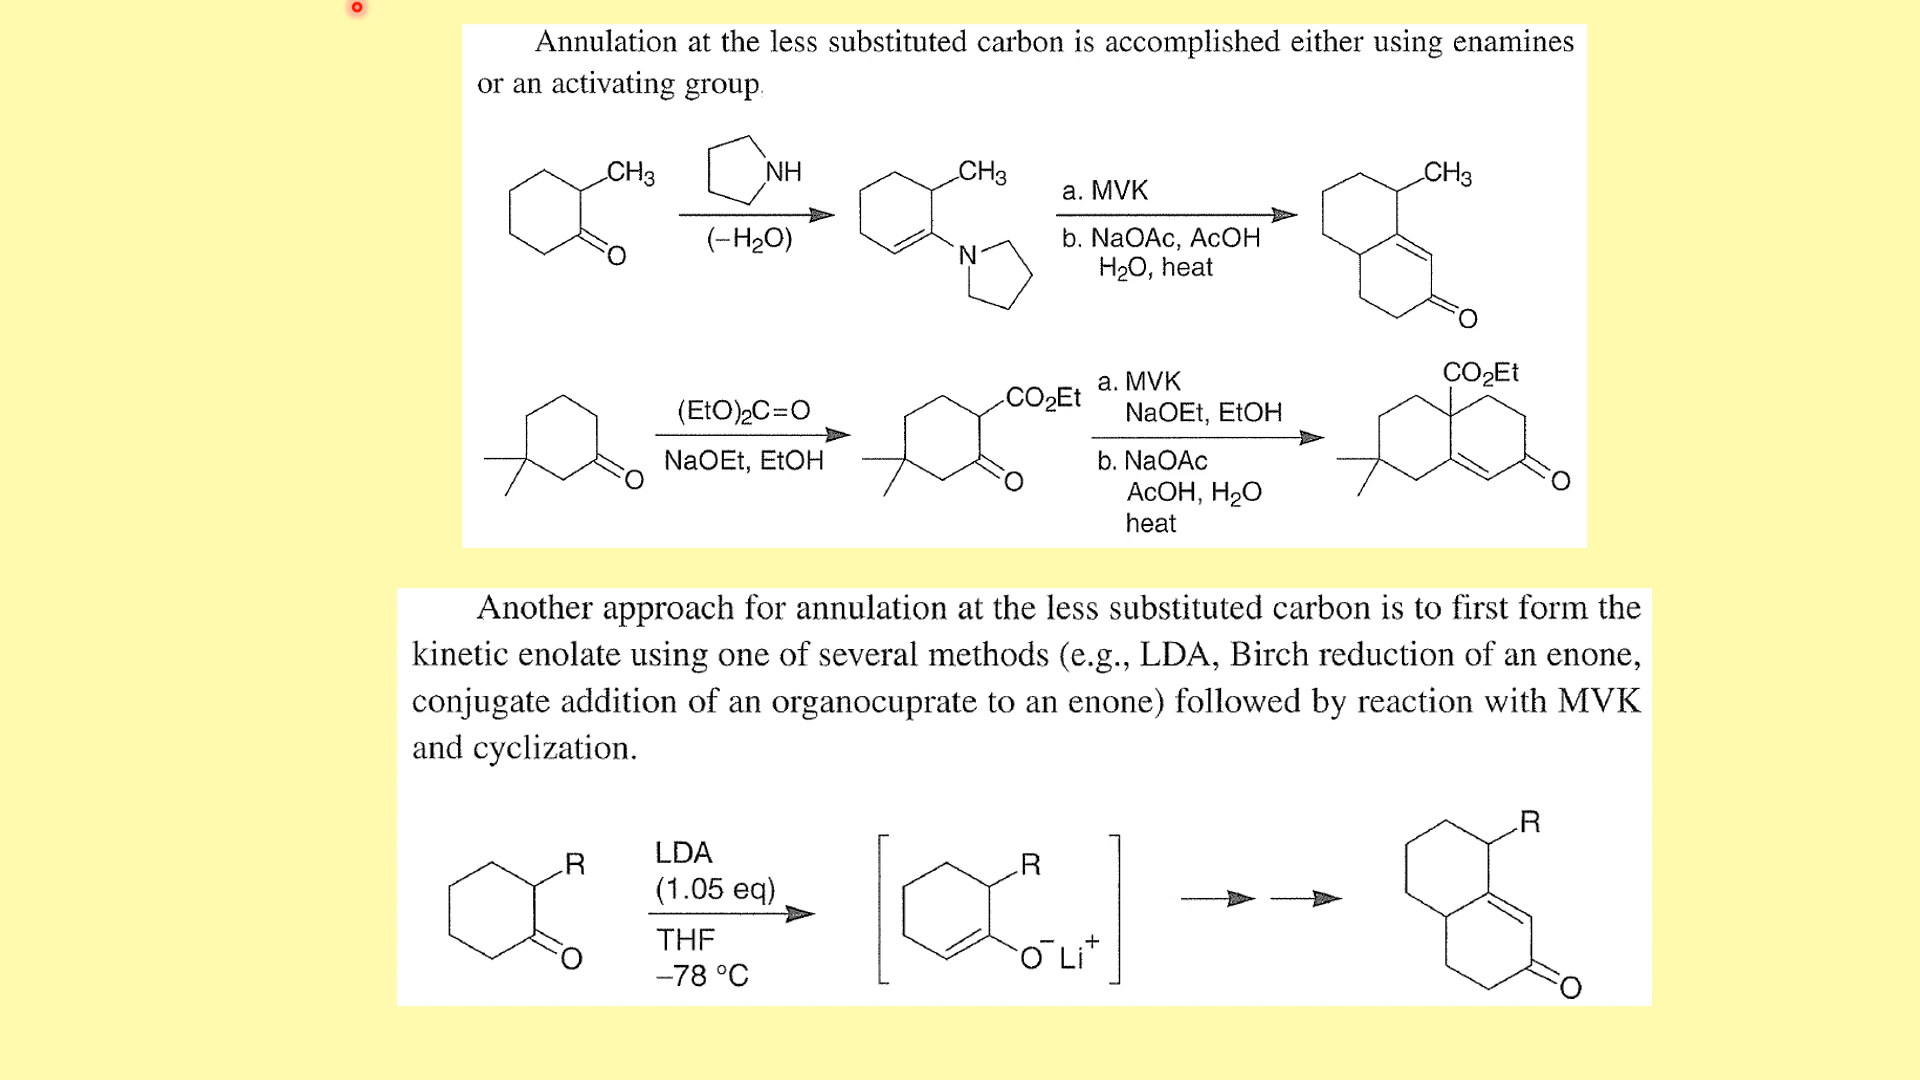 Annulation at the less substituted carbon is accomplished either using enamines
or an activating group.
CH₃
O
NH
(−H₂O)
CH₃
N
a. MVK
b. NaOAc, AcOH
H₂O, heat
CH₃
O
O
(EtO)₂C=O
NaOEt, EtOH
CO₂Et
O
a. MVK
NaOEt, EtOH
b. NaOAc
AcOH, H₂O
heat
CO₂Et
O
Another approach for annulation at the less substituted carbon is to first form the
kinetic enolate using one of several methods (e.g., LDA, Birch reduction of an enone,
conjugate addition of an organocuprate to an enone) followed by reaction with MVK
and cyclization.
R
O
LDA
(1.05 eq)
THF
−78 °C
R
O⁻ Li⁺
R
O